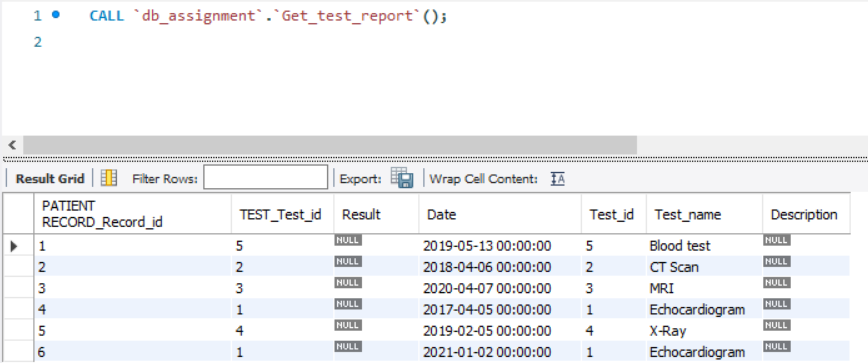 1 CALL `db_assignment`.`Get_test_report`();
2
Result Grid Filter Rows: Export: Wrap Cell Content: IA
PATIENT
RECORD_Record_id TEST_Test_id Result Date Test_id Test_name Description
1 5 NULL 2019-05-13 00:00:00 5 Blood test NULL
2 2 NULL 2018-04-06 00:00:00 2 CT Scan NULL
3 3 NULL 2020-04-07 00:00:00 3 MRI NULL
4 1 NULL 2017-04-05 00:00:00 1 Echocardiogram NULL
5 4 NULL 2019-02-05 00:00:00 4 X-Ray NULL
6 1 NULL 2021-01-02 00:00:00 1 Echocardiogram NULL